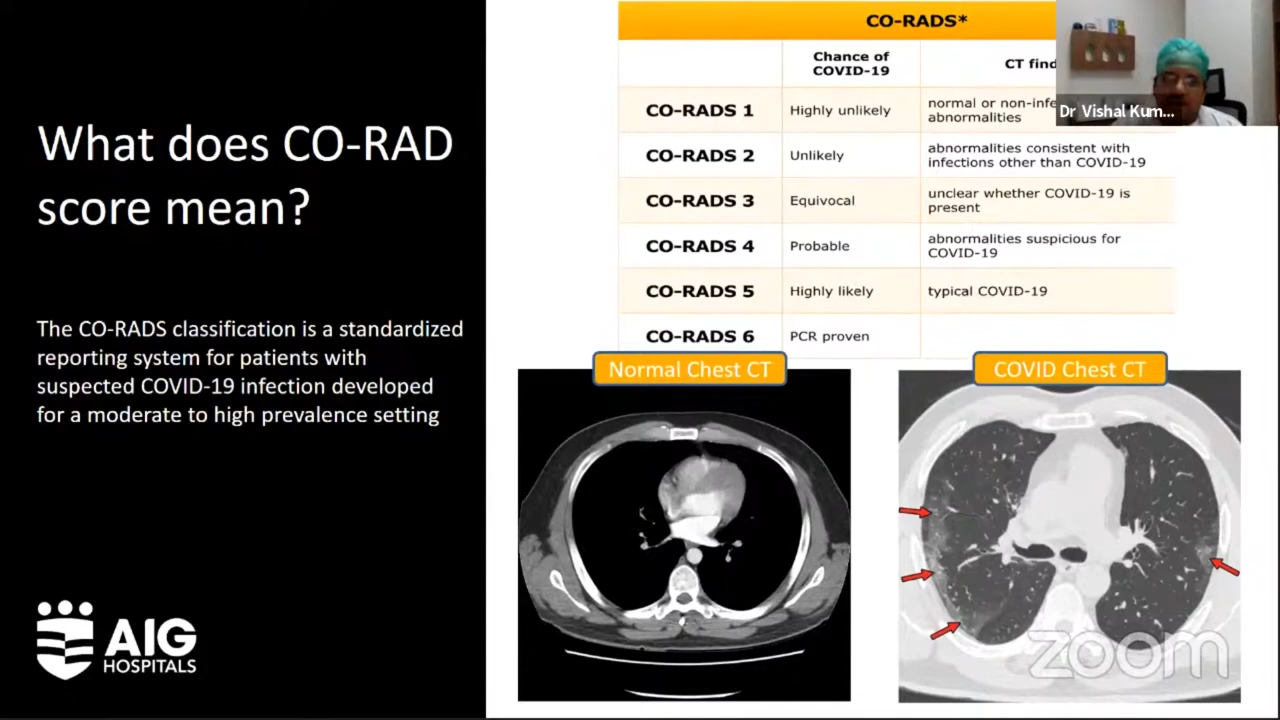 What does CO-RAD
score mean?
The CO-RADS classification is a standardized
reporting system for patients with
suspected COVID-19 infection developed
for a moderate to high prevalence setting
AIG
HOSPITALS
CO-RADS*
Chance of
COVID-19
CT find
CO-RADS 1
Highly unlikely
normal or non-infe
abnormalities
CO-RADS 2
Unlikely
abnormalities consistent with
infections other than COVID-19
CO-RADS 3
Equivocal
unclear whether COVID-19 is
present
CO-RADS 4
Probable
abnormalities suspicious for
COVID-19
CO-RADS 5
Highly likely
typical COVID-19
CO-RADS 6
PCR proven
Dr Vishal Kum...
Normal Chest CT
COVID Chest CT
zoom